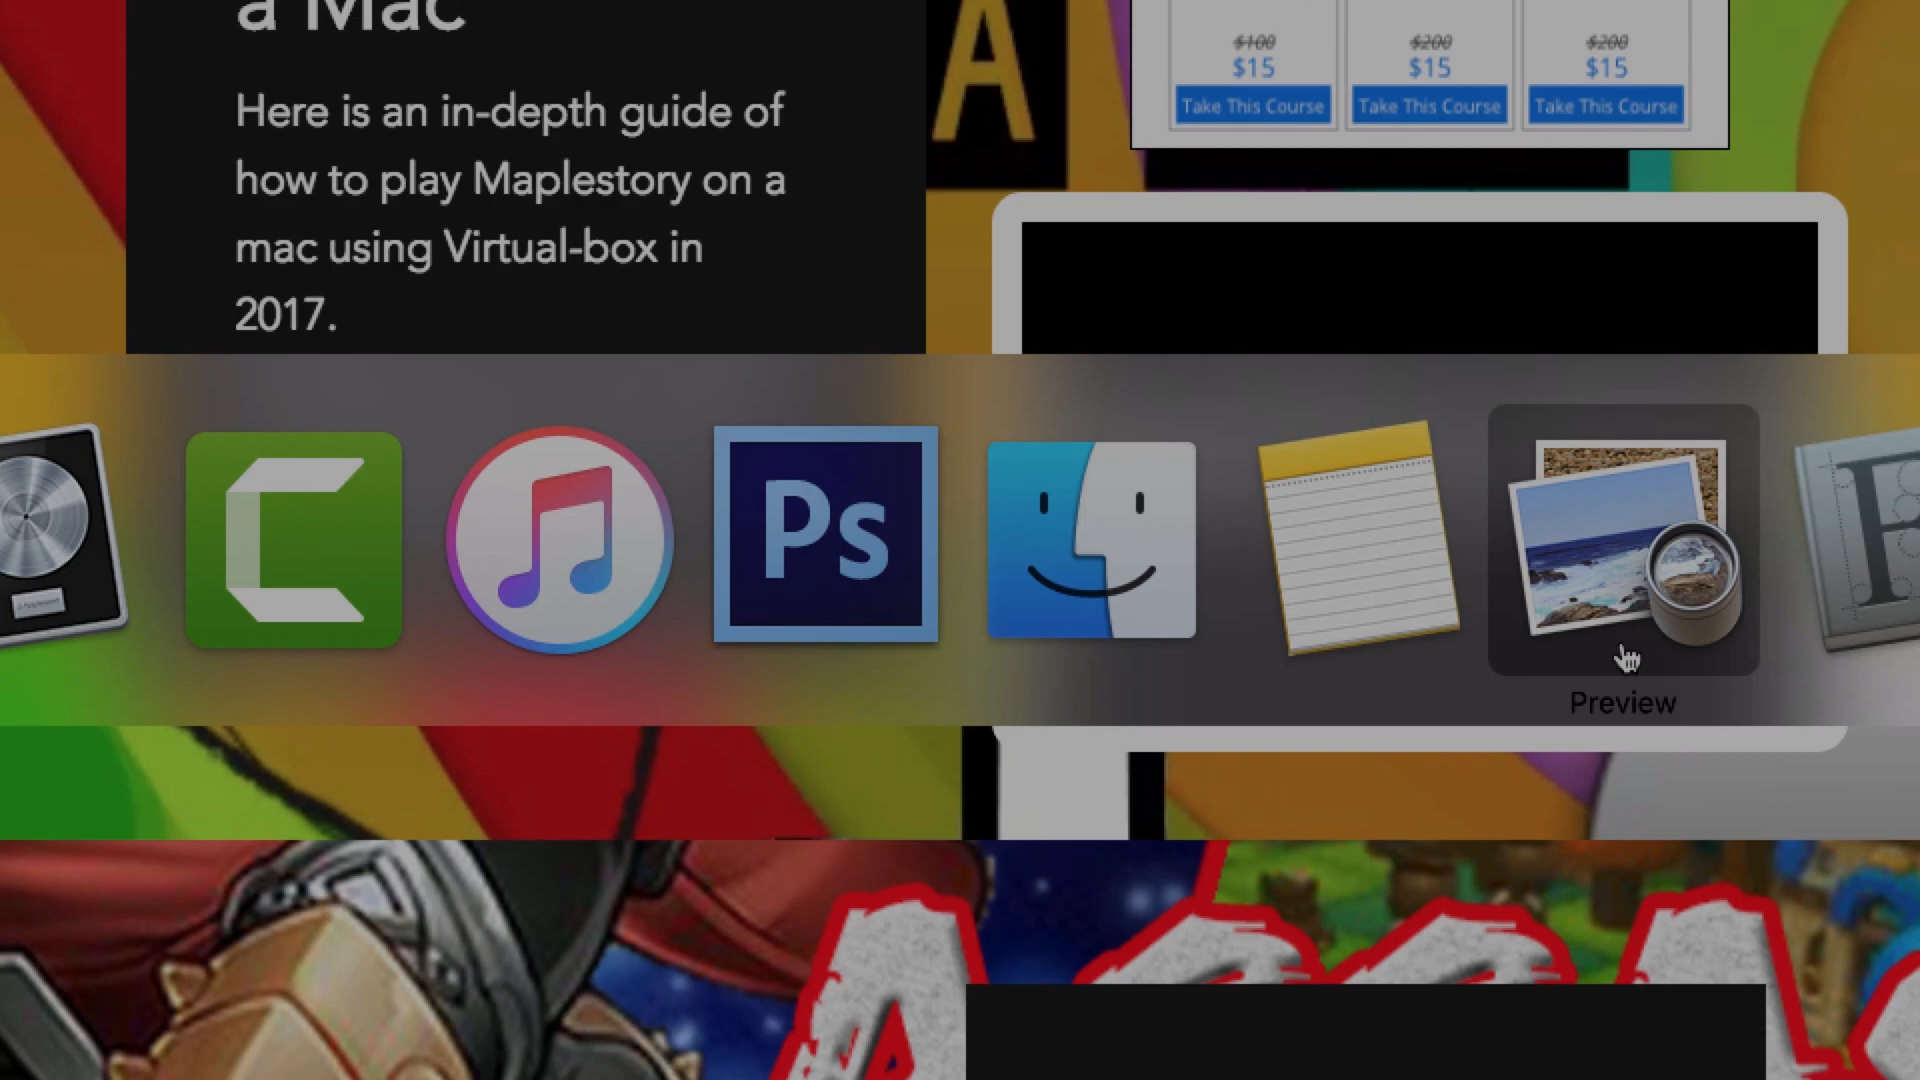 a Mac
Here is an in-depth guide of
how to play Maplestory on a
mac using Virtual-box in
2017.
A
$100
$15
Take This Course
$200
$15
Take This Course
$200
$15
Take This Course
Ps
F
Preview